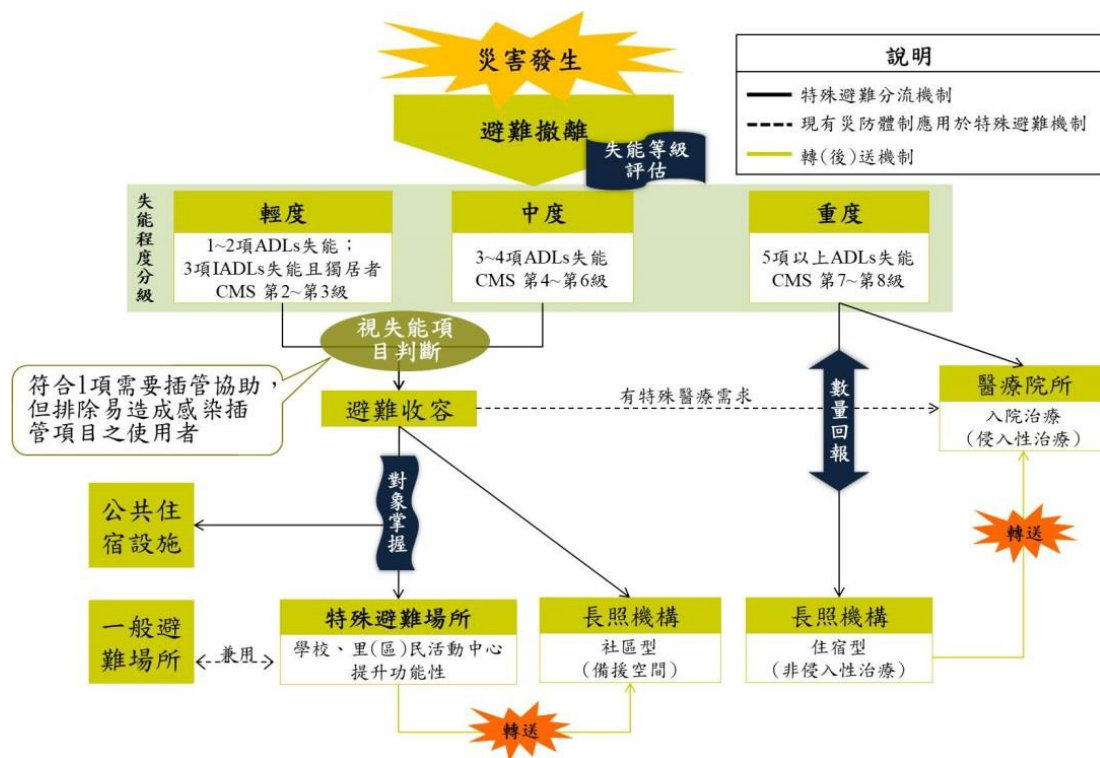 災害發生
避難撤離
失能等級
評估
說明
特殊避難分流機制
現有災防體制應用於特殊避難機制
轉(後)送機制
失能程度分級
輕度
1~2項ADLs失能；
3項IADLs失能且獨居者
CMS 第2~第3級
中度
3~4項ADLs失能
CMS 第4~第6級
重度
5項以上ADLs失能
CMS 第7~第8級
視失能項
目判斷
符合1項需要插管協助，
但排除易造成感染插
管項目之使用者
避難收容
有特殊醫療需求
數量回報
醫療院所
入院治療
(侵入性治療)
對象掌握
公共住
宿設施
轉送
一般避
難場所
兼用
特殊避難場所
學校、里(區)民活動中心
提升功能性
長照機構
社區型
(備援空間)
長照機構
住宿型
(非侵入性治療)
轉送